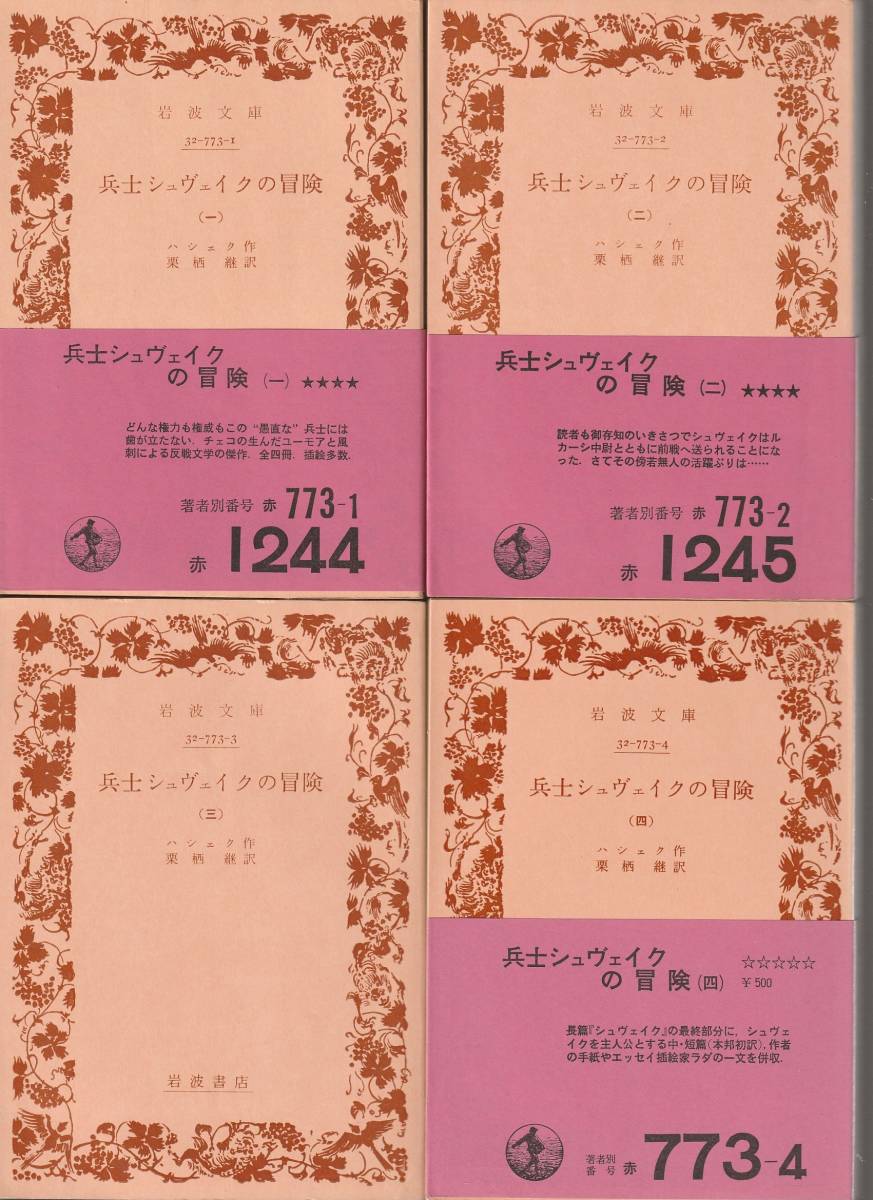 岩波文庫
32-773-1
兵士シュヴェイクの冒険
(一)
ハシェク作
栗栖継訳
兵士シュヴェイク
の冒険 (一) ★★★★
どんな権力も権威もこの“愚直な”兵士には
歯が立たない．チェコの生んだユーモアと風
刺による反戦文学の傑作．全四冊．挿絵多数．
著者別番号 赤 773-1
赤 1244
岩波文庫
32-773-2
兵士シュヴェイクの冒険
(二)
ハシェク作
栗栖継訳
兵士シュヴェイク
の冒険 (二) ★★★★
読者も御存知のいきさつでシュヴェイクはル
カーシ中尉とともに前戦へ送られることにな
った．さてその傍若無人の活躍ぶりは……
著者別番号 赤 773-2
赤 1245
岩波文庫
32-773-3
兵士シュヴェイクの冒険
(三)
ハシェク作
栗栖継訳
岩波書店
岩波文庫
32-773-4
兵士シュヴェイクの冒険
(四)
ハシェク作
栗栖継訳
兵士シュヴェイク ☆☆☆☆☆
の冒険(四) ￥500
長篇『シュヴェイク』の最終部分に，シュヴェ
イクを主人公とする中・短篇(本邦初訳)，作者
の手紙やエッセイ挿絵家ラダの一文を併収．
著者別
番号 赤 773-4